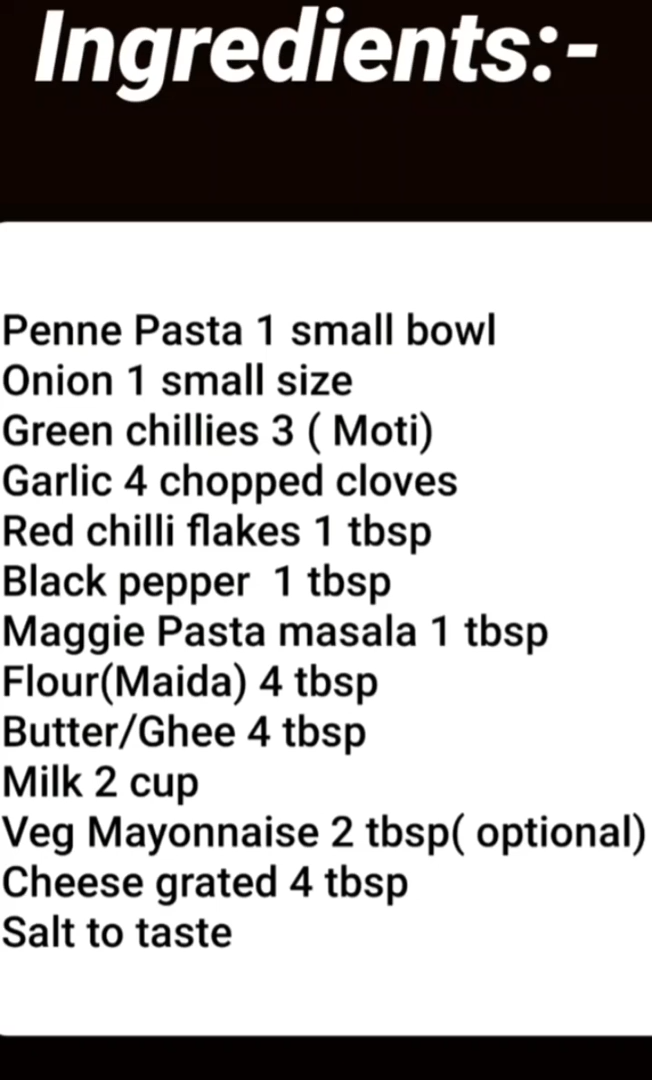 Ingredients:-
Penne Pasta 1 small bowl
Onion 1 small size
Green chillies 3 ( Moti)
Garlic 4 chopped cloves
Red chilli flakes 1 tbsp
Black pepper  1 tbsp
Maggie Pasta masala 1 tbsp
Flour(Maida) 4 tbsp
Butter/Ghee 4 tbsp
Milk 2 cup
Veg Mayonnaise 2 tbsp( optional)
Cheese grated 4 tbsp
Salt to taste